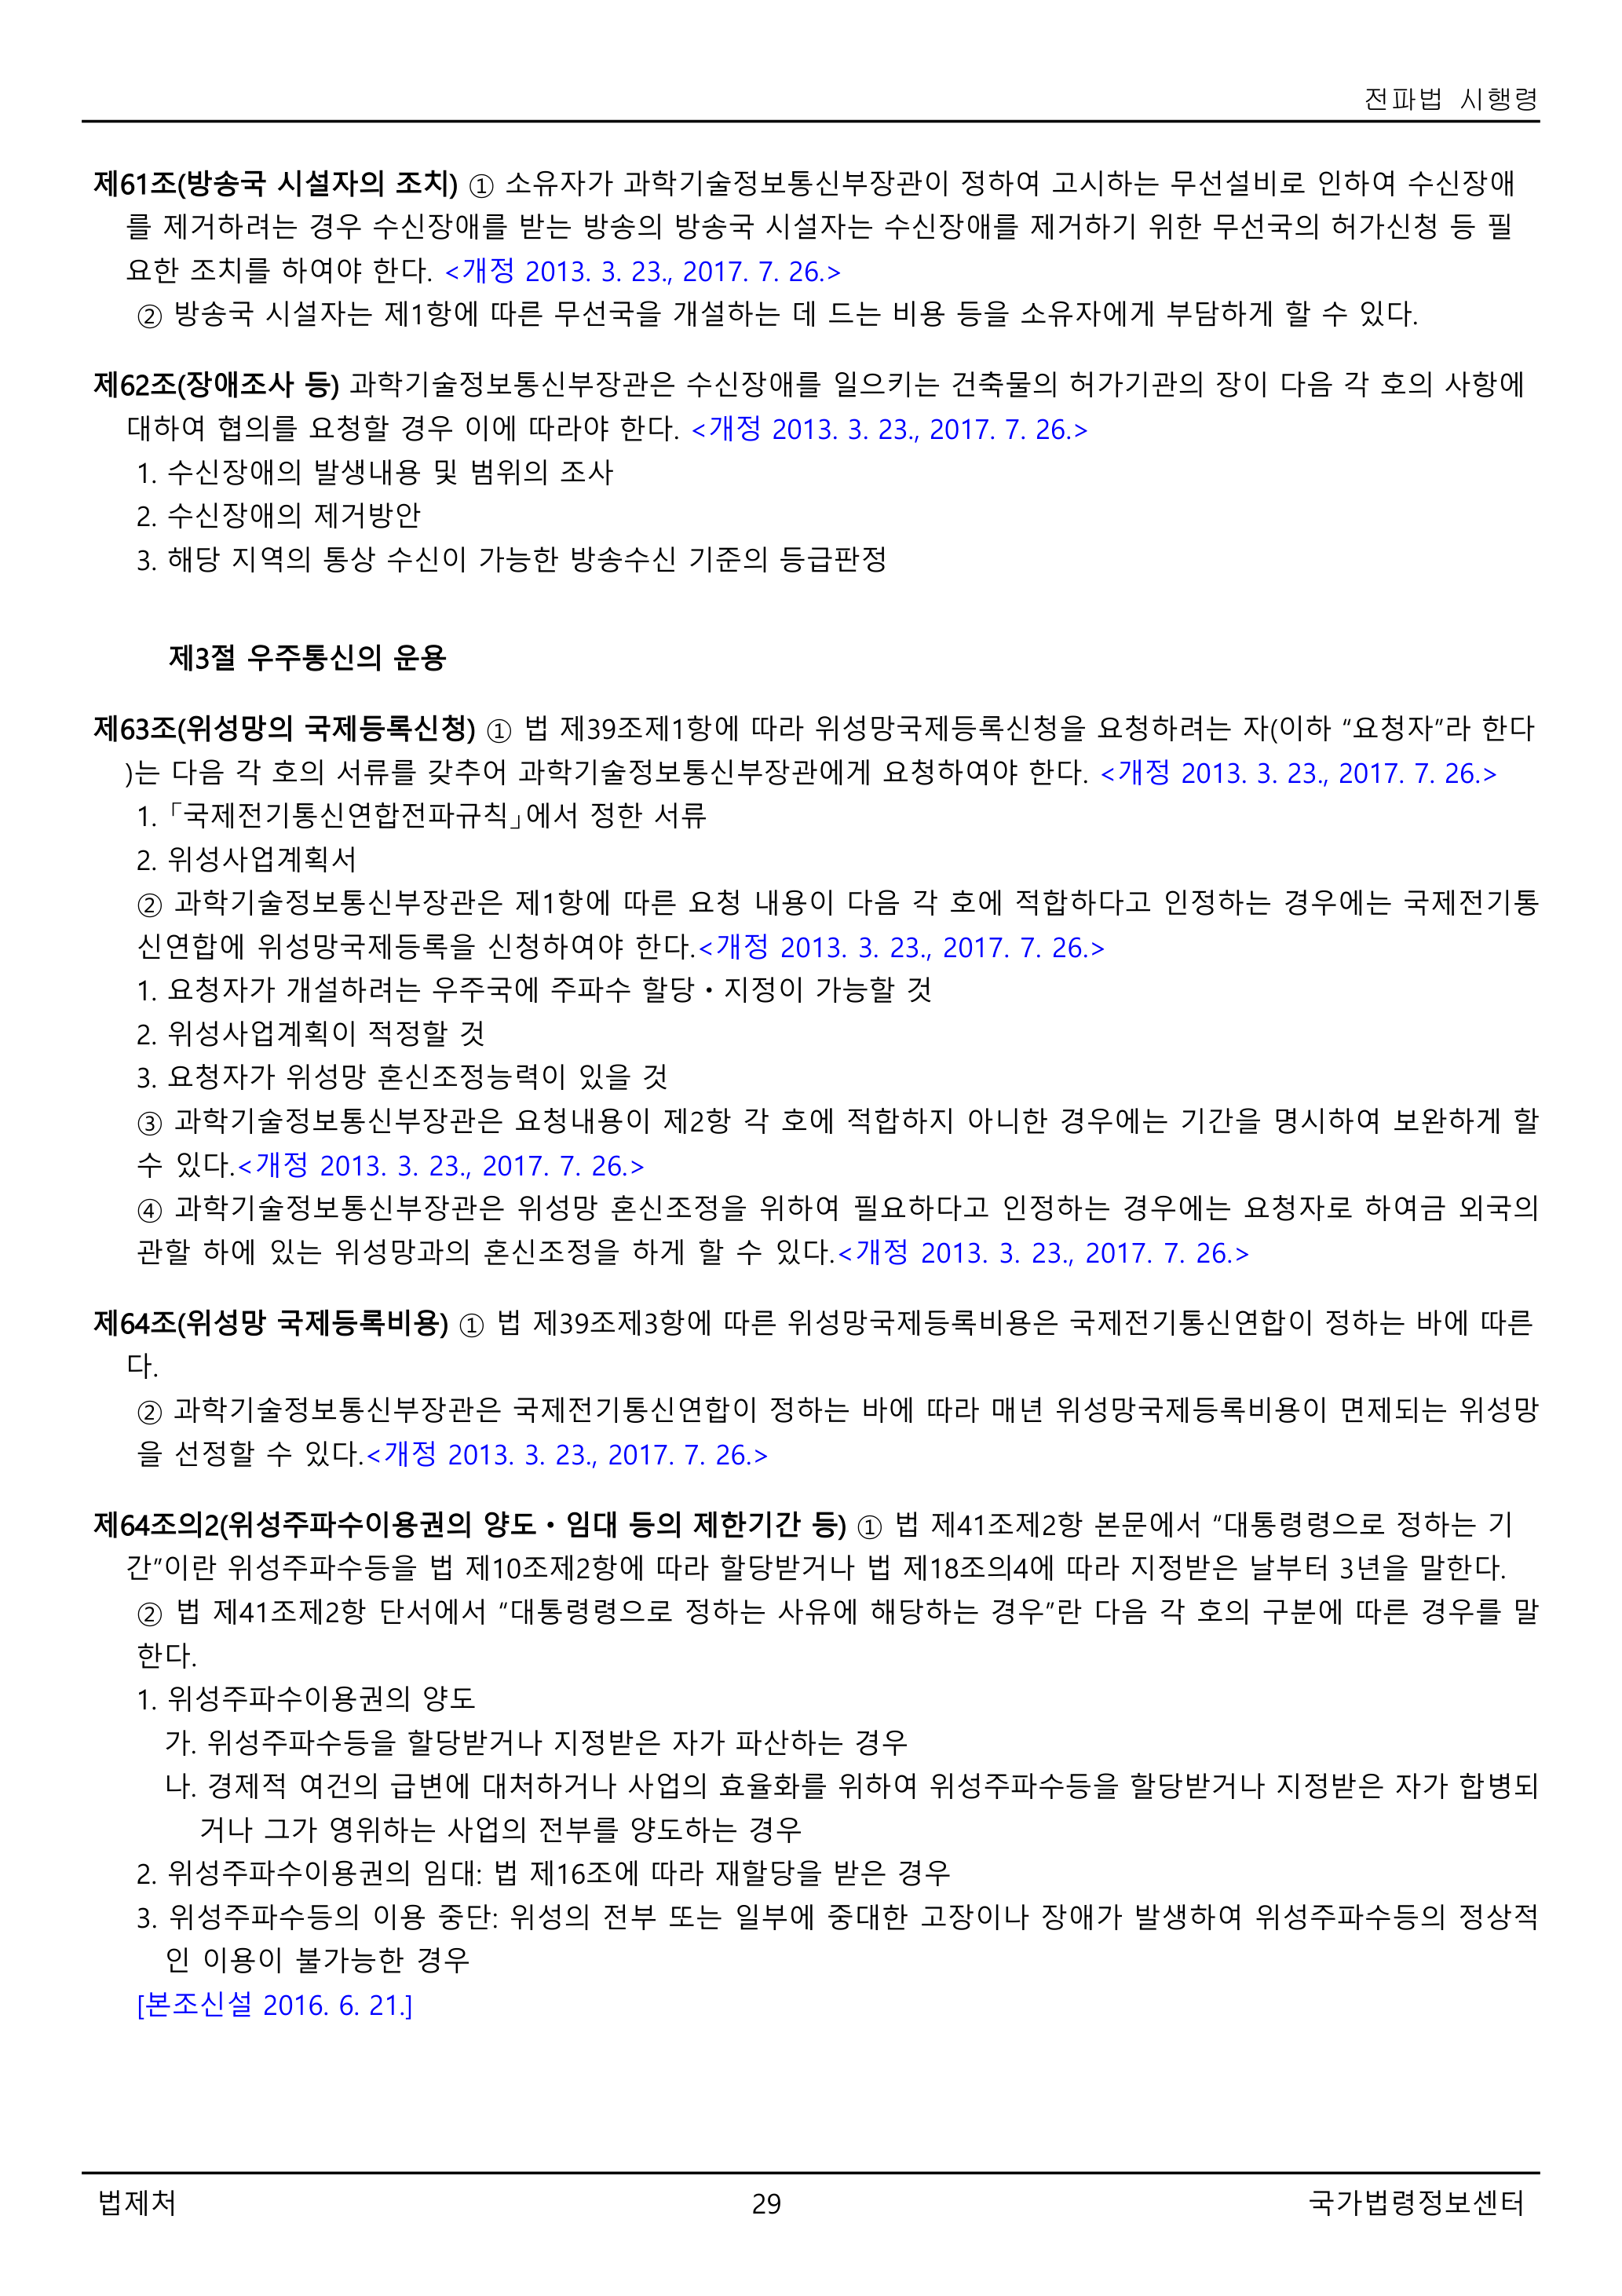 전파법 시행령
제61조(방송국 시설자의 조치) ① 소유자가 과학기술정보통신부장관이 정하여 고시하는 무선설비로 인하여 수신장애
를 제거하려는 경우 수신장애를 받는 방송의 방송국 시설자는 수신장애를 제거하기 위한 무선국의 허가신청 등 필
요한 조치를 하여야 한다. <개정 2013. 3. 23., 2017. 7. 26.>
② 방송국 시설자는 제1항에 따른 무선국을 개설하는 데 드는 비용 등을 소유자에게 부담하게 할 수 있다.
제62조(장애조사 등) 과학기술정보통신부장관은 수신장애를 일으키는 건축물의 허가기관의 장이 다음 각 호의 사항에
대하여 협의를 요청할 경우 이에 따라야 한다. <개정 2013. 3. 23., 2017. 7. 26.>
1. 수신장애의 발생내용 및 범위의 조사
2. 수신장애의 제거방안
3. 해당 지역의 통상 수신이 가능한 방송수신 기준의 등급판정
제3절 우주통신의 운용
제63조(위성망의 국제등록신청) ① 법 제39조제1항에 따라 위성망국제등록신청을 요청하려는 자(이하 “요청자”라 한다
)는 다음 각 호의 서류를 갖추어 과학기술정보통신부장관에게 요청하여야 한다. <개정 2013. 3. 23., 2017. 7. 26.>
1. 「국제전기통신연합전파규칙」에서 정한 서류
2. 위성사업계획서
② 과학기술정보통신부장관은 제1항에 따른 요청 내용이 다음 각 호에 적합하다고 인정하는 경우에는 국제전기통
신연합에 위성망국제등록을 신청하여야 한다.<개정 2013. 3. 23., 2017. 7. 26.>
1. 요청자가 개설하려는 우주국에 주파수 할당ㆍ지정이 가능할 것
2. 위성사업계획이 적정할 것
3. 요청자가 위성망 혼신조정능력이 있을 것
③ 과학기술정보통신부장관은 요청내용이 제2항 각 호에 적합하지 아니한 경우에는 기간을 명시하여 보완하게 할
수 있다.<개정 2013. 3. 23., 2017. 7. 26.>
④ 과학기술정보통신부장관은 위성망 혼신조정을 위하여 필요하다고 인정하는 경우에는 요청자로 하여금 외국의
관할 하에 있는 위성망과의 혼신조정을 하게 할 수 있다.<개정 2013. 3. 23., 2017. 7. 26.>
제64조(위성망 국제등록비용) ① 법 제39조제3항에 따른 위성망국제등록비용은 국제전기통신연합이 정하는 바에 따른
다.
② 과학기술정보통신부장관은 국제전기통신연합이 정하는 바에 따라 매년 위성망국제등록비용이 면제되는 위성망
을 선정할 수 있다.<개정 2013. 3. 23., 2017. 7. 26.>
제64조의2(위성주파수이용권의 양도ㆍ임대 등의 제한기간 등) ① 법 제41조제2항 본문에서 “대통령령으로 정하는 기
간”이란 위성주파수등을 법 제10조제2항에 따라 할당받거나 법 제18조의4에 따라 지정받은 날부터 3년을 말한다.
② 법 제41조제2항 단서에서 “대통령령으로 정하는 사유에 해당하는 경우”란 다음 각 호의 구분에 따른 경우를 말
한다.
1. 위성주파수이용권의 양도
가. 위성주파수등을 할당받거나 지정받은 자가 파산하는 경우
나. 경제적 여건의 급변에 대처하거나 사업의 효율화를 위하여 위성주파수등을 할당받거나 지정받은 자가 합병되
거나 그가 영위하는 사업의 전부를 양도하는 경우
2. 위성주파수이용권의 임대: 법 제16조에 따라 재할당을 받은 경우
3. 위성주파수등의 이용 중단: 위성의 전부 또는 일부에 중대한 고장이나 장애가 발생하여 위성주파수등의 정상적
인 이용이 불가능한 경우
[본조신설 2016. 6. 21.]
법제처 29 국가법령정보센터